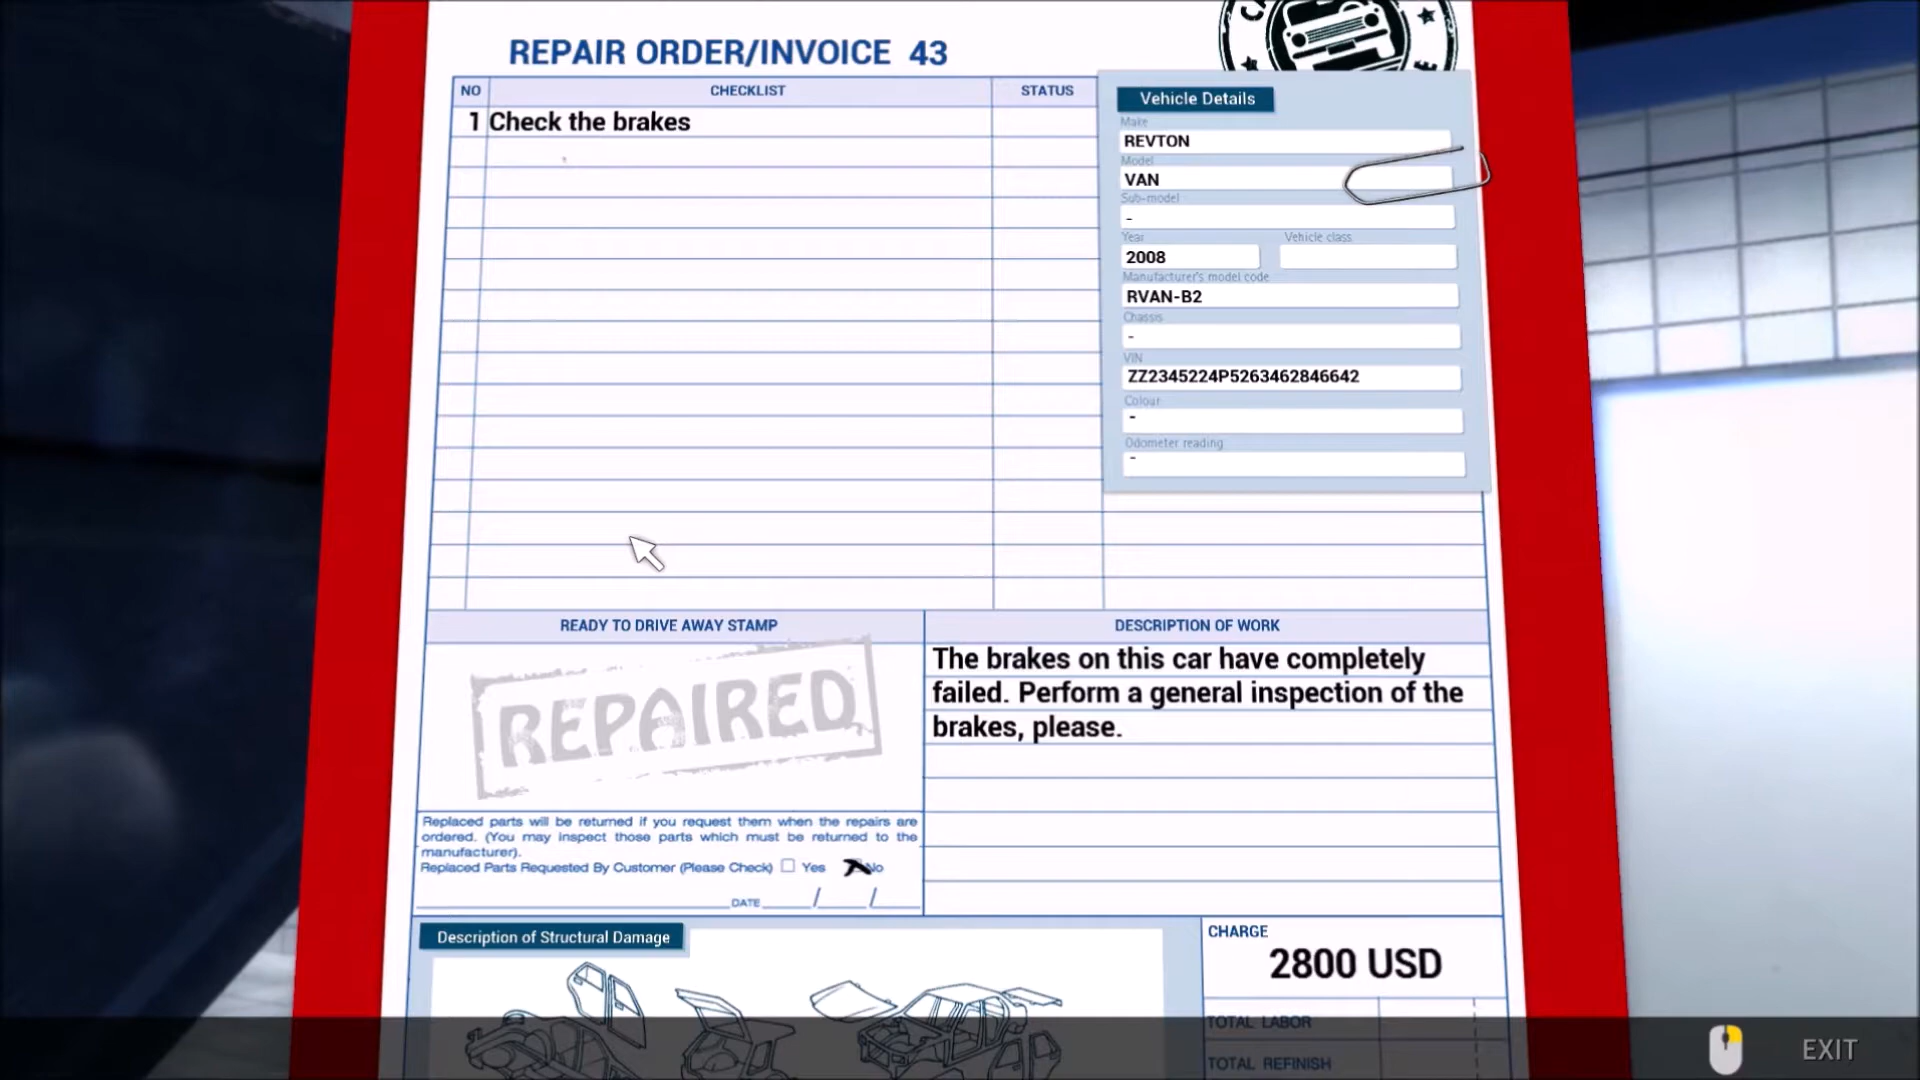 REPAIR ORDER/INVOICE 43
NO CHECKLIST STATUS
1 Check the brakes
Vehicle Details
Make
REVTON
Model
VAN
Sub-model
-
Year Vehicle class
2008
Manufacturer's model code
RVAN-B2
Chassis
-
VIN
ZZ2345224P5263462846642
Colour
-
Odometer reading
-
READY TO DRIVE AWAY STAMP
REPAIRED
DESCRIPTION OF WORK
The brakes on this car have completely
failed. Perform a general inspection of the
brakes, please.
Replaced parts will be returned if you request them when the repairs are
ordered. (You may inspect those parts which must be returned to the
manufacturer).
Replaced Parts Requested By Customer (Please Check) Yes No
DATE / /
Description of Structural Damage
CHARGE
2800 USD
TOTAL LABOR
TOTAL REFINISH
EXIT